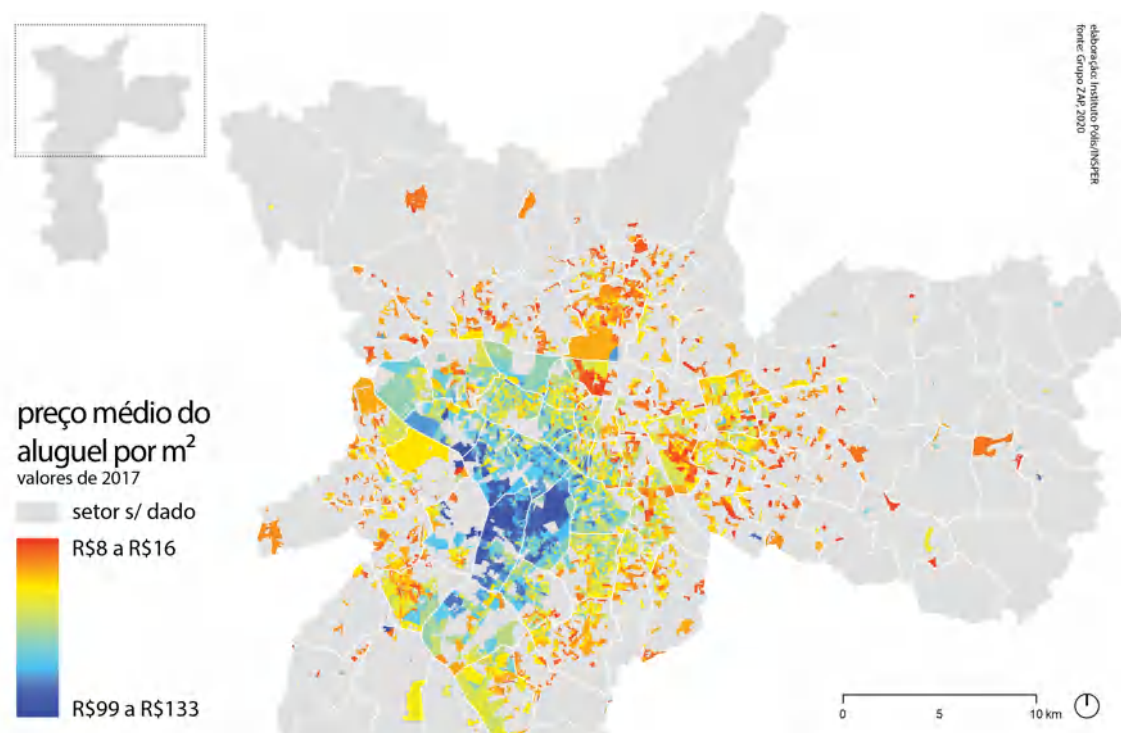 elaboração: Instituto Pólis/INSPER
fonte: Grupo ZAP, 2020
preço médio do
aluguel por m²
valores de 2017
setor s/ dado
R$8 a R$16
R$99 a R$133
0 5 10 km